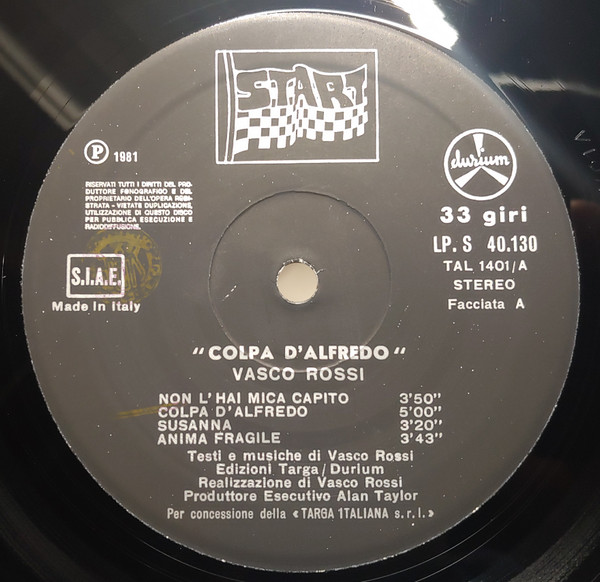 START
℗ 1981
RISERVATI TUTTI I DIRITTI DEL PRO-
DUTTORE FONOGRAFICO E DEL
PROPRIETARIO DELL'OPERA REGI-
STRATA - VIETATE DUPLICAZIONE,
UTILIZZAZIONE DI QUESTO DISCO
PER PUBBLICA ESECUZIONE E
RADIODIFFUSIONE.
S.I.A.E.
Made in Italy
durium
33 giri
LP. S 40.130
TAL 1401/A
STEREO
Facciata A
"COLPA D'ALFREDO"
VASCO ROSSI
NON L'HAI MICA CAPITO 3'50"
COLPA D'ALFREDO 5'00"
SUSANNA 3'20"
ANIMA FRAGILE 3'43"
Testi e musiche di Vasco Rossi
Edizioni Targa/Durium
Realizzazione di Vasco Rossi
Produttore Esecutivo Alan Taylor
Per concessione della «TARGA 1TALIANA s.r.l.»